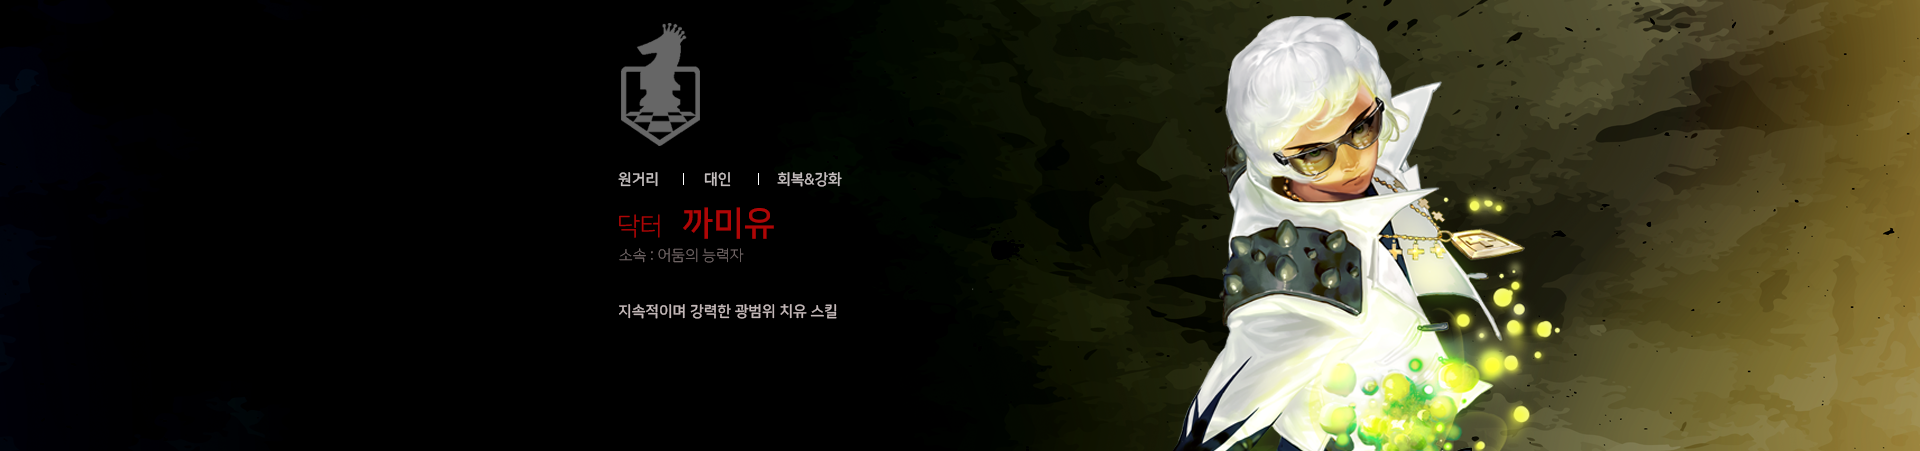 원거리 대인 회복&강화
닥터 까미유
소속 : 어둠의 능력자
지속적이며 강력한 광범위 치유 스킬